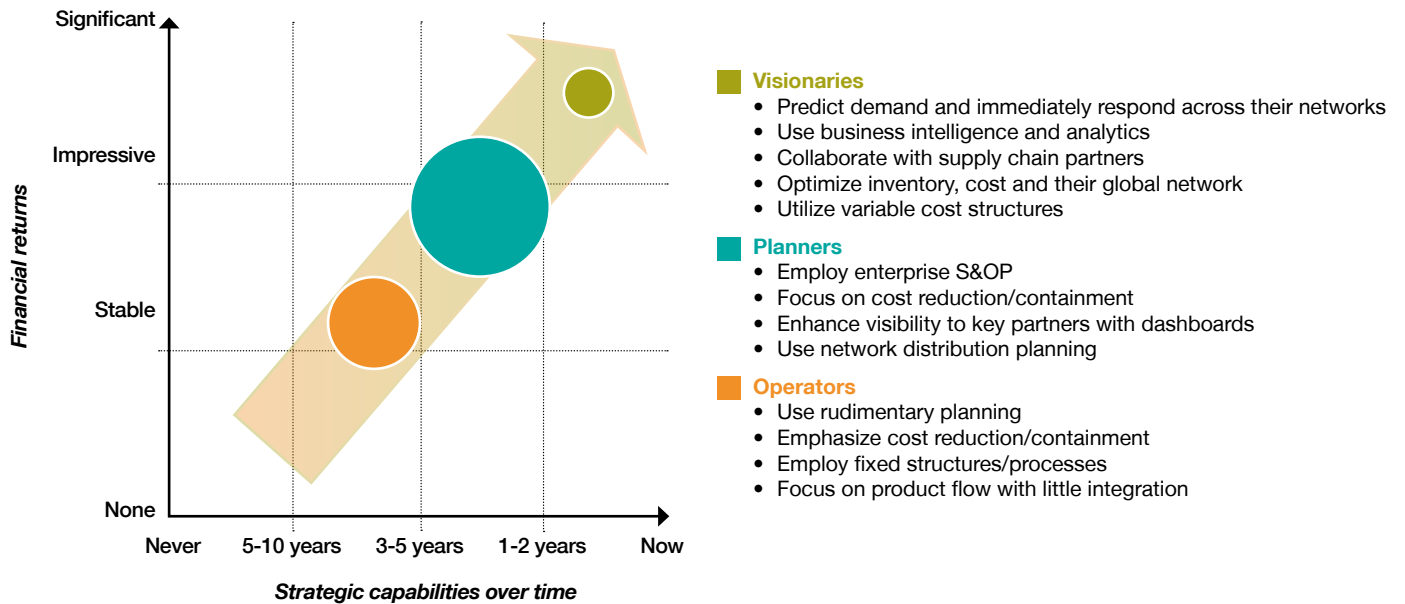 Significant
Impressive
Stable
None
Financial returns
Never
5-10 years
3-5 years
1-2 years
Now
Strategic capabilities over time
Visionaries
• Predict demand and immediately respond across their networks
• Use business intelligence and analytics
• Collaborate with supply chain partners
• Optimize inventory, cost and their global network
• Utilize variable cost structures
Planners
• Employ enterprise S&OP
• Focus on cost reduction/containment
• Enhance visibility to key partners with dashboards
• Use network distribution planning
Operators
• Use rudimentary planning
• Emphasize cost reduction/containment
• Employ fixed structures/processes
• Focus on product flow with little integration